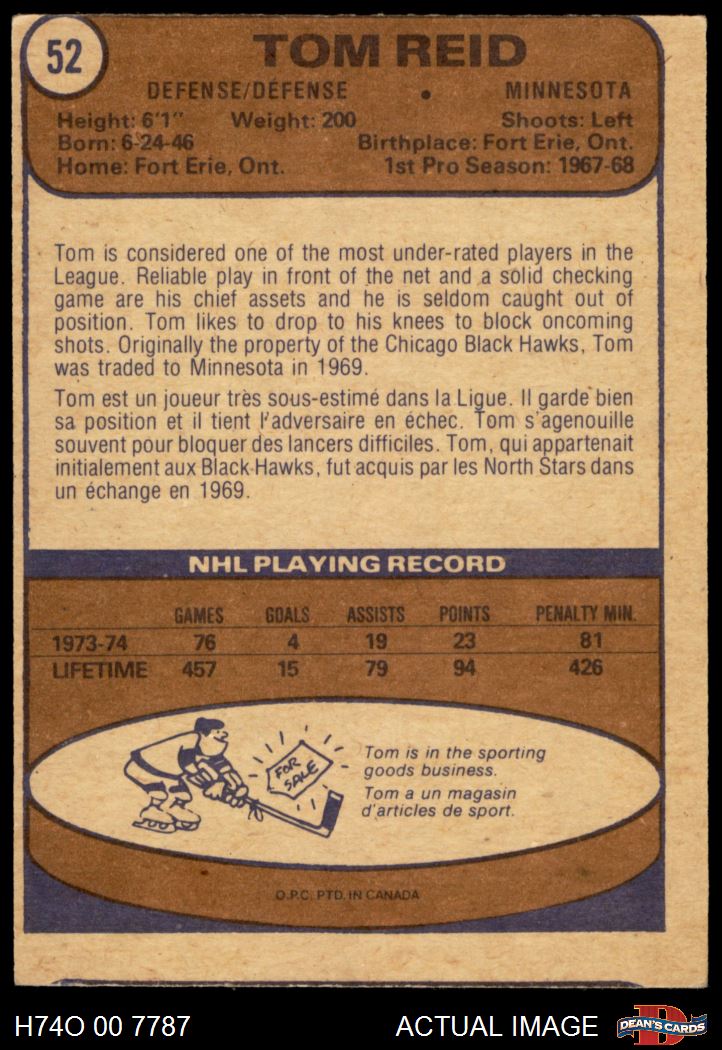 52
TOM REID
DEFENSE/DÉFENSE • MINNESOTA
Height: 6'1" Weight: 200 Shoots: Left
Born: 6-24-46 Birthplace: Fort Erie, Ont.
Home: Fort Erie, Ont. 1st Pro Season: 1967-68
Tom is considered one of the most under-rated players in the
League. Reliable play in front of the net and a solid checking
game are his chief assets and he is seldom caught out of
position. Tom likes to drop to his knees to block oncoming
shots. Originally the property of the Chicago Black Hawks, Tom
was traded to Minnesota in 1969.
Tom est un joueur très sous-estimé dans la Ligue. Il garde bien
sa position et il tient l'adversaire en échec. Tom s'agenouille
souvent pour bloquer des lancers difficiles. Tom, qui appartenait
initialement aux Black Hawks, fut acquis par les North Stars dans
un échange en 1969.
NHL PLAYING RECORD
GAMES GOALS ASSISTS POINTS PENALTY MIN.
1973-74 76 4 19 23 81
LIFETIME 457 15 79 94 426
FOR
SALE
Tom is in the sporting
goods business.
Tom a un magasin
d'articles de sport.
O.P.C. PTD. IN CANADA
H74O 00 7787 ACTUAL IMAGE D DEAN'S CARDS